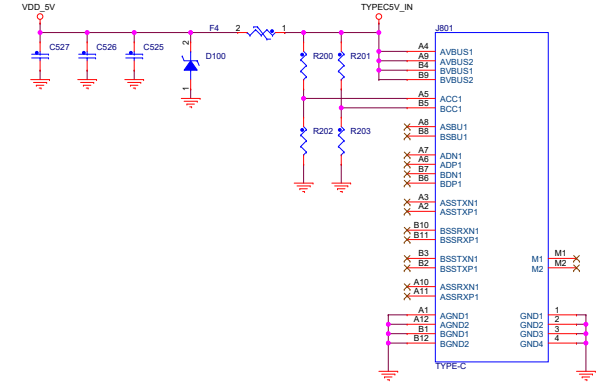 VDD_5V
TYPEC5V_IN
F4
2
1
J801
C527
C526
C525
2
D100
1
R200
R201
R202
R203
A4
AVBUS1
A9
AVBUS2
B4
BVBUS1
B9
BVBUS2
A5
ACC1
B5
BCC1
A8
ASBU1
B8
BSBU1
A7
ADN1
A6
ADP1
B7
BDN1
B6
BDP1
A3
ASSTXN1
A2
ASSTXP1
B10
BSSRXN1
B11
BSSRXP1
B3
BSSTXN1
B2
BSSTXP1
A10
ASSRXN1
A11
ASSRXP1
A1
AGND1
A12
AGND2
B1
BGND1
B12
BGND2
M1
M1
M2
M2
GND1
1
GND2
2
GND3
3
GND4
4
TYPE-C